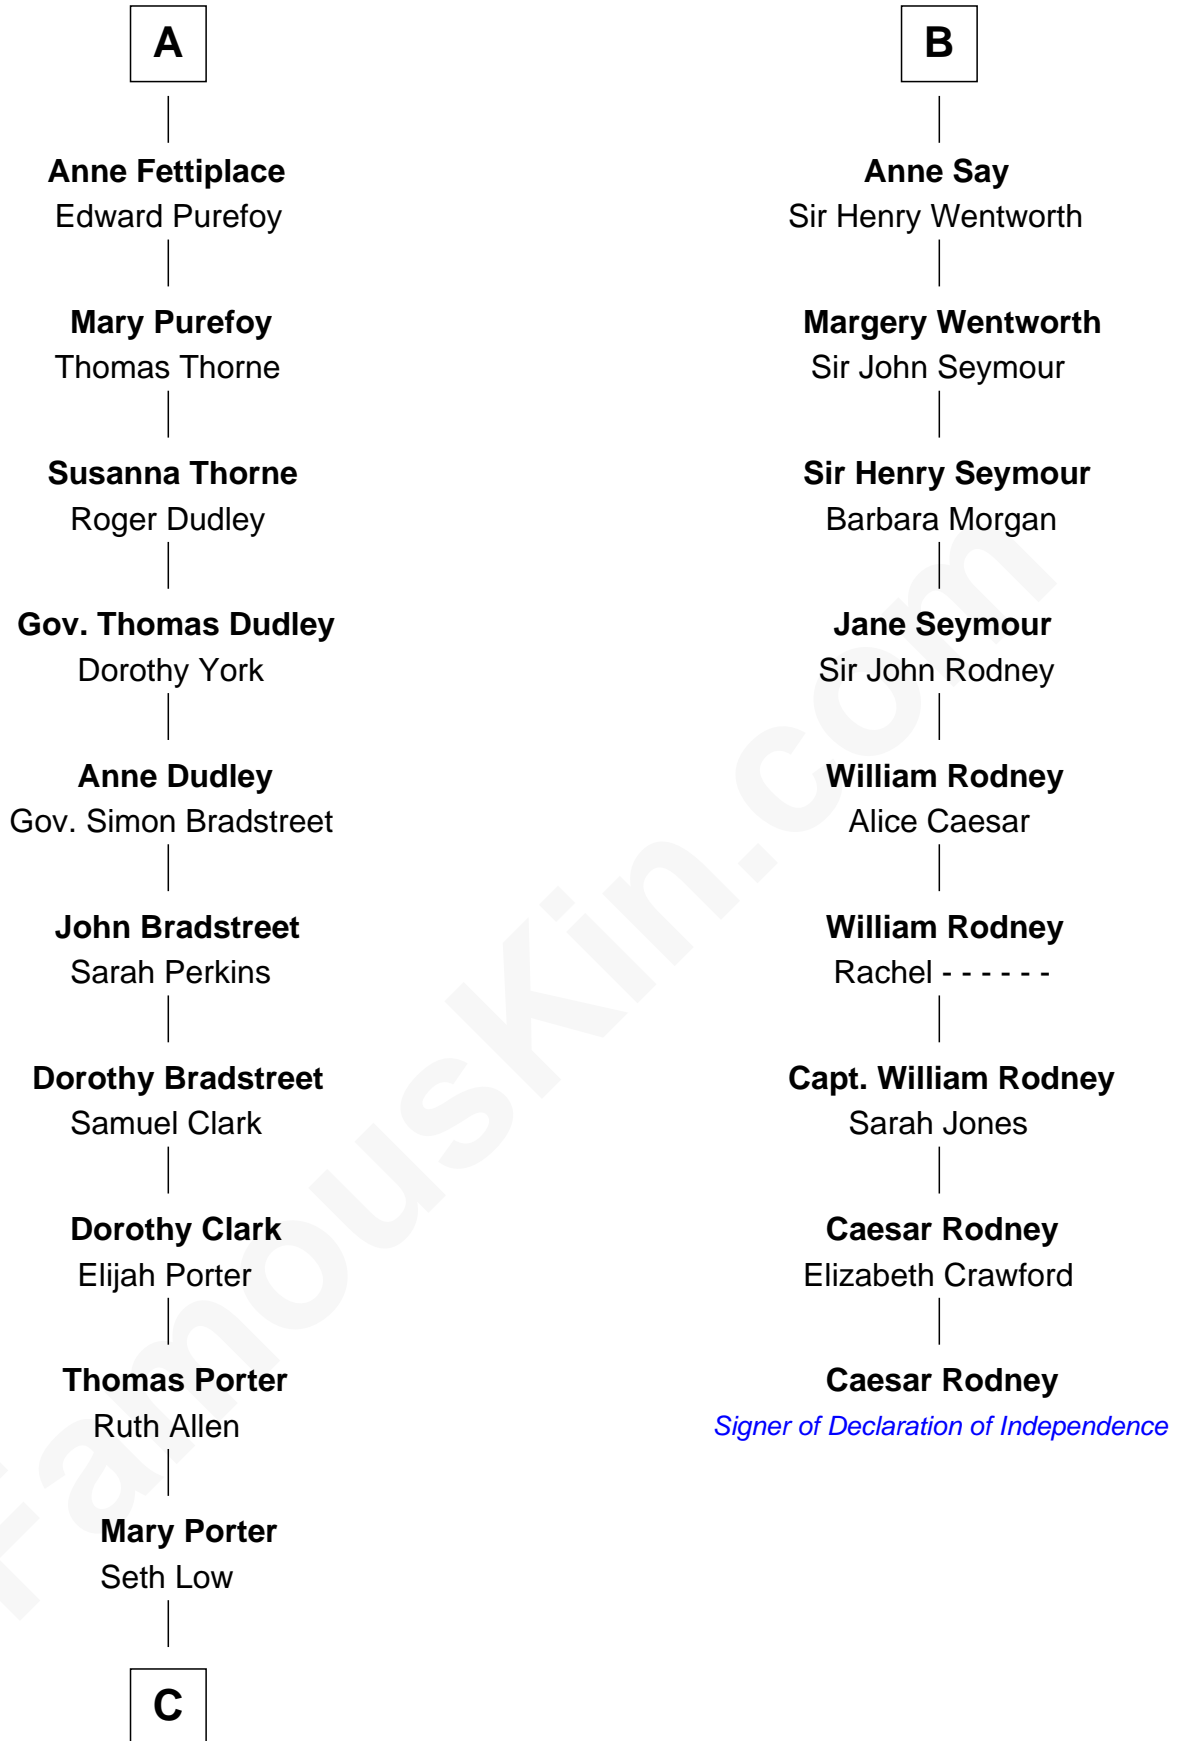 A
Anne Fettiplace
Edward Purefoy
Mary Purefoy
Thomas Thorne
Susanna Thorne
Roger Dudley
Gov. Thomas Dudley
Dorothy York
Anne Dudley
Gov. Simon Bradstreet
John Bradstreet
Sarah Perkins
Dorothy Bradstreet
Samuel Clark
Dorothy Clark
Elijah Porter
Thomas Porter
Ruth Allen
Mary Porter
Seth Low
C
B
Anne Say
Sir Henry Wentworth
Margery Wentworth
Sir John Seymour
Sir Henry Seymour
Barbara Morgan
Jane Seymour
Sir John Rodney
William Rodney
Alice Caesar
William Rodney
Rachel - - - - - -
Capt. William Rodney
Sarah Jones
Caesar Rodney
Elizabeth Crawford
Caesar Rodney
Signer of Declaration of Independence
FamousKin.com